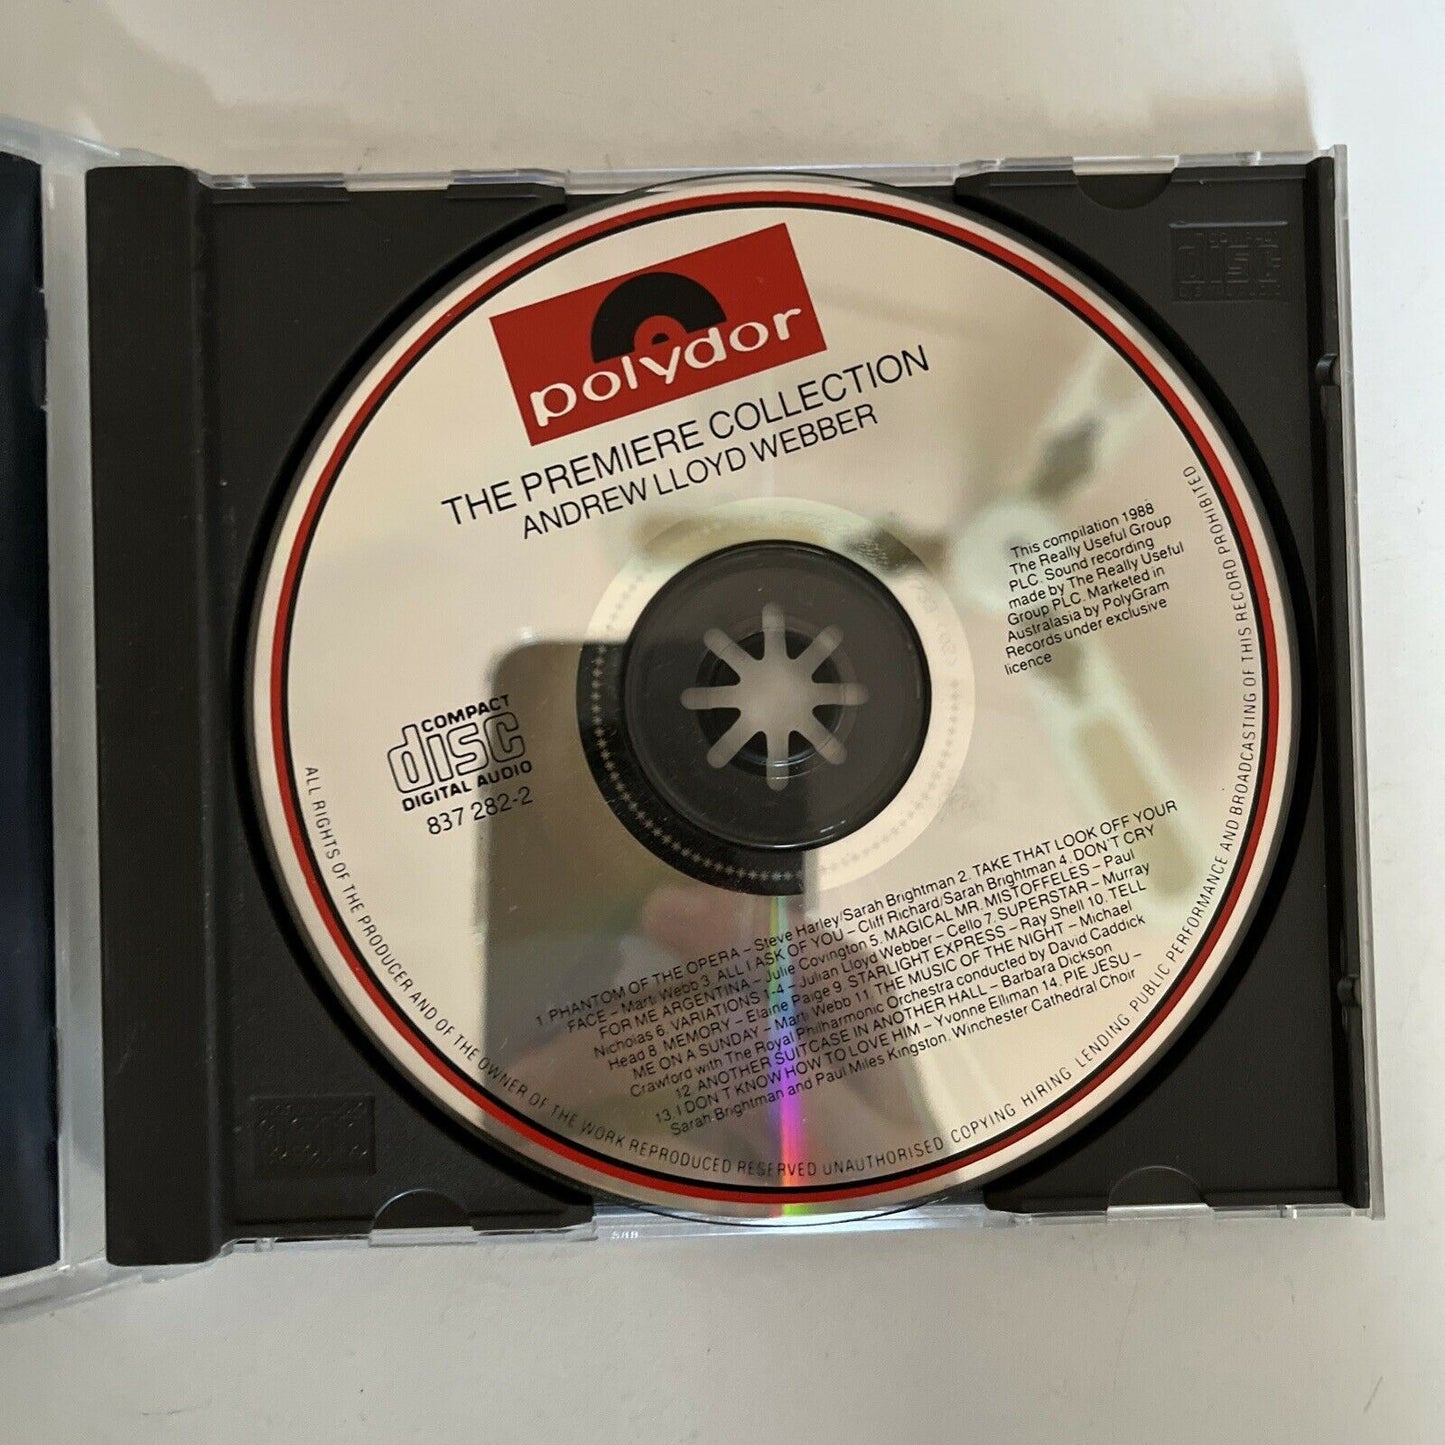 polydor
THE PREMIERE COLLECTION
ANDREW LLOYD WEBBER
This compilation 1988
The Really Useful Group
PLC. Sound recording
made by The Really Useful
Group PLC. Marketed in
Australasia by PolyGram
Records under exclusive
licence
COMPACT
disc
DIGITAL AUDIO
837 282-2
1. PHANTOM OF THE OPERA – Steve Harley/Sarah Brightman 2. TAKE THAT LOOK OFF YOUR
FACE – Marti Webb 3. ALL I ASK OF YOU – Cliff Richard/Sarah Brightman 4. DON'T CRY
FOR ME ARGENTINA – Julie Covington 5. MAGICAL MR. MISTOFFELES – Paul
Nicholas 6. VARIATIONS 1-4 – Julian Lloyd Webber – Cello 7. SUPERSTAR – Murray
Head 8. MEMORY – Elaine Paige 9. STARLIGHT EXPRESS – Ray Shell 10. TELL
ME ON A SUNDAY – Marti Webb 11. THE MUSIC OF THE NIGHT – Michael
Crawford with The Royal Philharmonic Orchestra conducted by David Caddick
12. ANOTHER SUITCASE IN ANOTHER HALL – Barbara Dickson
13. I DON'T KNOW HOW TO LOVE HIM – Yvonne Elliman 14. PIE JESU –
Sarah Brightman and Paul Miles Kingston, Winchester Cathedral Choir
ALL RIGHTS OF THE PRODUCER AND OF THE OWNER OF THE WORK REPRODUCED RESERVED UNAUTHORISED COPYING HIRING LENDING PUBLIC PERFORMANCE AND BROADCASTING OF THIS RECORD PROHIBITED